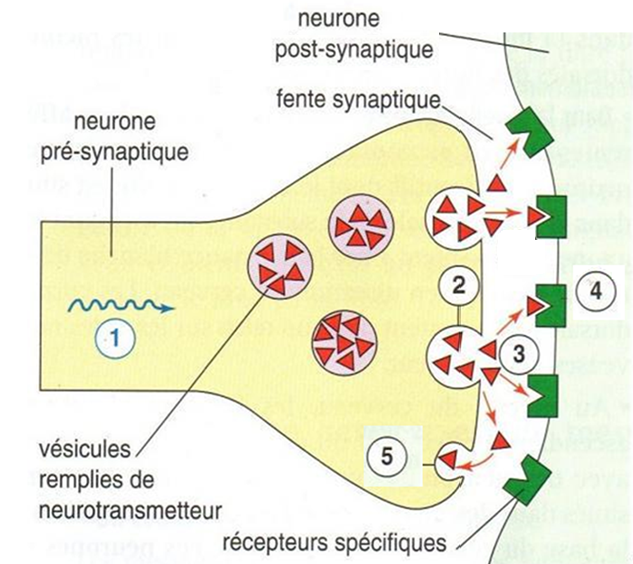 neurone
post-synaptique
fente synaptique
neurone
pré-synaptique
2
4
1
3
vésicules
remplies de
neurotransmetteur
5
récepteurs spécifiques